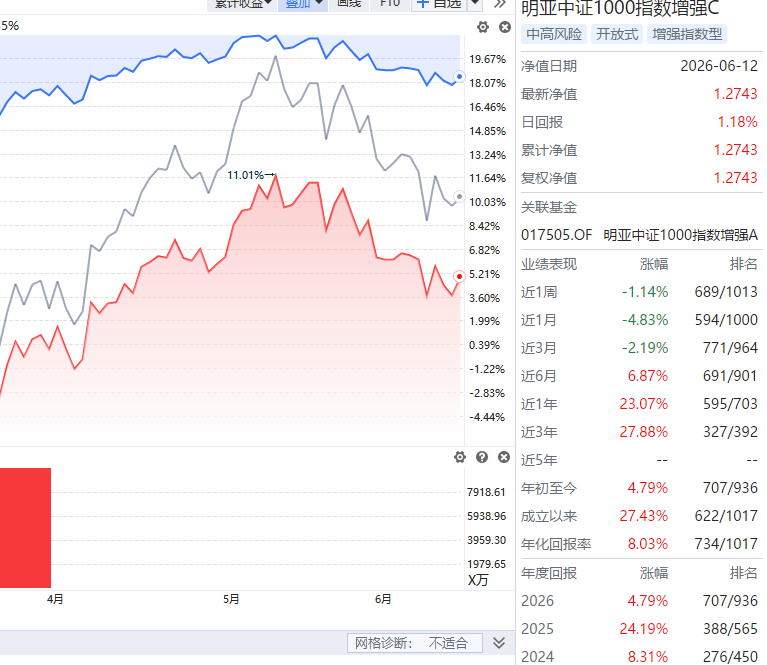 累计收益 叠加 画线 F10 自选
5%
19.67%
18.07%
16.46%
14.85%
13.24%
11.64%
10.03%
8.42%
6.82%
5.21%
3.60%
1.99%
0.39%
-1.22%
-2.83%
-4.44%
11.01%→
7918.61
5938.96
3959.30
1979.65
X万
4月 5月 6月
网格诊断： 不适合
明亚中证1000指数增强C
中高风险 开放式 增强指数型
净值日期 2026-06-12
最新净值 1.2743
日回报 1.18%
累计净值 1.2743
复权净值 1.2743
关联基金
017505.OF 明亚中证1000指数增强A
业绩表现 涨幅 排名
近1周 -1.14% 689/1013
近1月 -4.83% 594/1000
近3月 -2.19% 771/964
近6月 6.87% 691/901
近1年 23.07% 595/703
近3年 27.88% 327/392
近5年 -- --
年初至今 4.79% 707/936
成立以来 27.43% 622/1017
年化回报率 8.03% 734/1017
年度回报 涨幅 排名
2026 4.79% 707/936
2025 24.19% 388/565
2024 8.31% 276/450